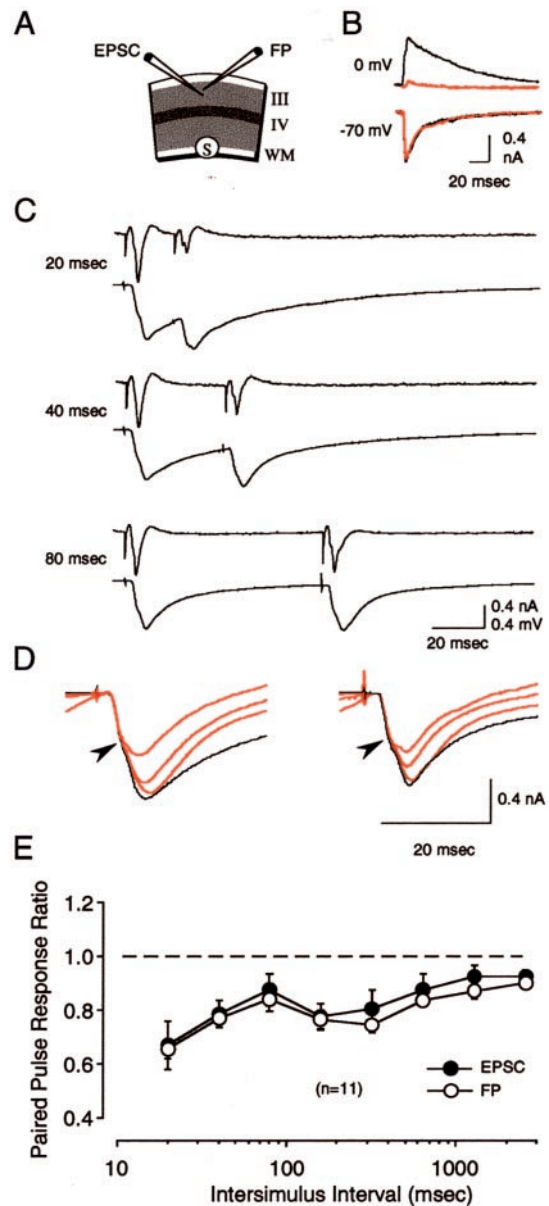 A
EPSC
FP
III
IV
S
WM
B
0 mV
-70 mV
0.4
nA
20 msec
C
20 msec
40 msec
80 msec
0.4 nA
0.4 mV
20 msec
D
0.4 nA
20 msec
E
Paired Pulse Response Ratio
1.2
1.0
0.8
0.6
0.4
(n=11)
EPSC
FP
10
100
1000
Intersimulus Interval (msec)